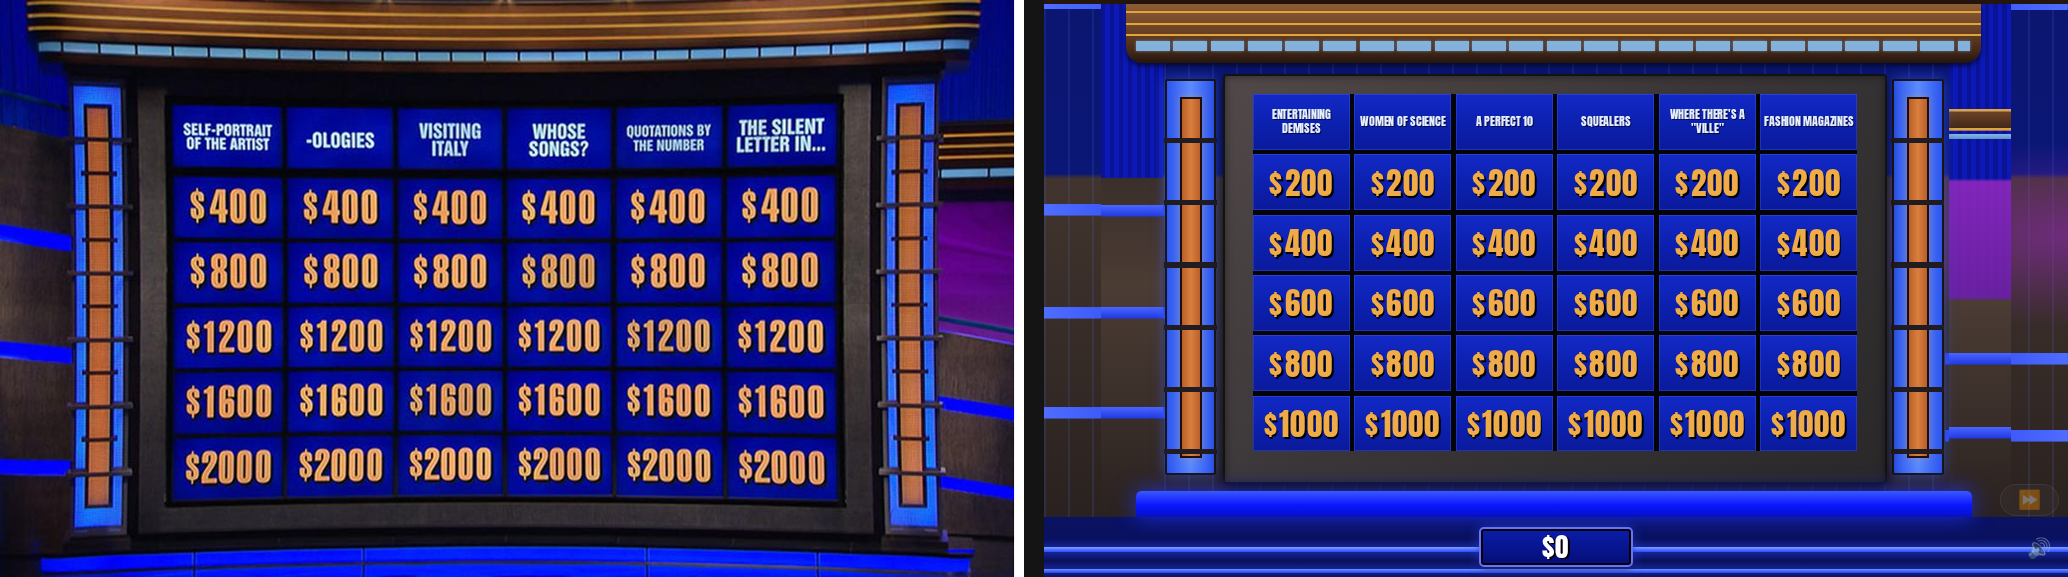 SELF-PORTRAIT
OF THE ARTIST
-OLOGIES
VISITING
ITALY
WHOSE
SONGS?
QUOTATIONS BY
THE NUMBER
THE SILENT
LETTER IN...
$400 $400 $400 $400 $400 $400
$800 $800 $800 $800 $800 $800
$1200 $1200 $1200 $1200 $1200 $1200
$1600 $1600 $1600 $1600 $1600 $1600
$2000 $2000 $2000 $2000 $2000 $2000
ENTERTAINING
DEMISES
WOMEN OF SCIENCE
A PERFECT 10
SQUEALERS
WHERE THERE'S A
"VILLE"
FASHION MAGAZINES
$200 $200 $200 $200 $200 $200
$400 $400 $400 $400 $400 $400
$600 $600 $600 $600 $600 $600
$800 $800 $800 $800 $800 $800
$1000 $1000 $1000 $1000 $1000 $1000
$0